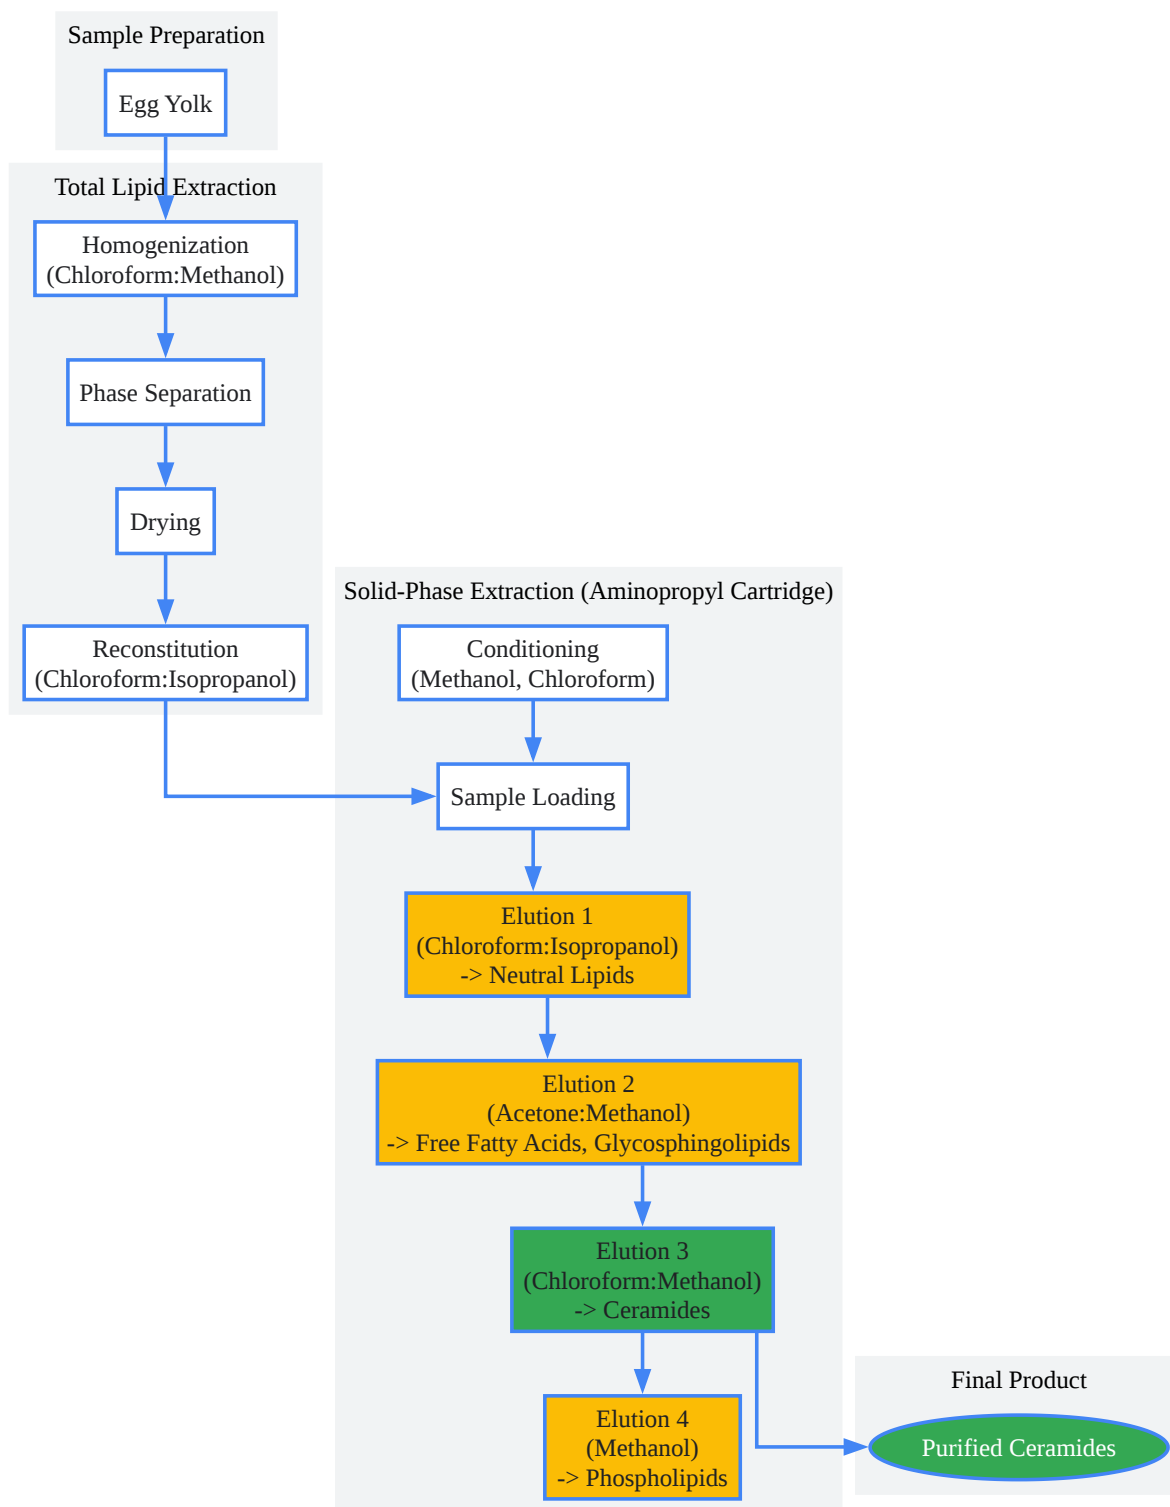 Sample Preparation
Egg Yolk
Total Lipid Extraction
Homogenization
(Chloroform:Methanol)
Phase Separation
Drying
Reconstitution
(Chloroform:Isopropanol)
Solid-Phase Extraction (Aminopropyl Cartridge)
Conditioning
(Methanol, Chloroform)
Sample Loading
Elution 1
(Chloroform:Isopropanol)
-> Neutral Lipids
Elution 2
(Acetone:Methanol)
-> Free Fatty Acids, Glycosphingolipids
Elution 3
(Chloroform:Methanol)
-> Ceramides
Elution 4
(Methanol)
-> Phospholipids
Final Product
Purified Ceramides